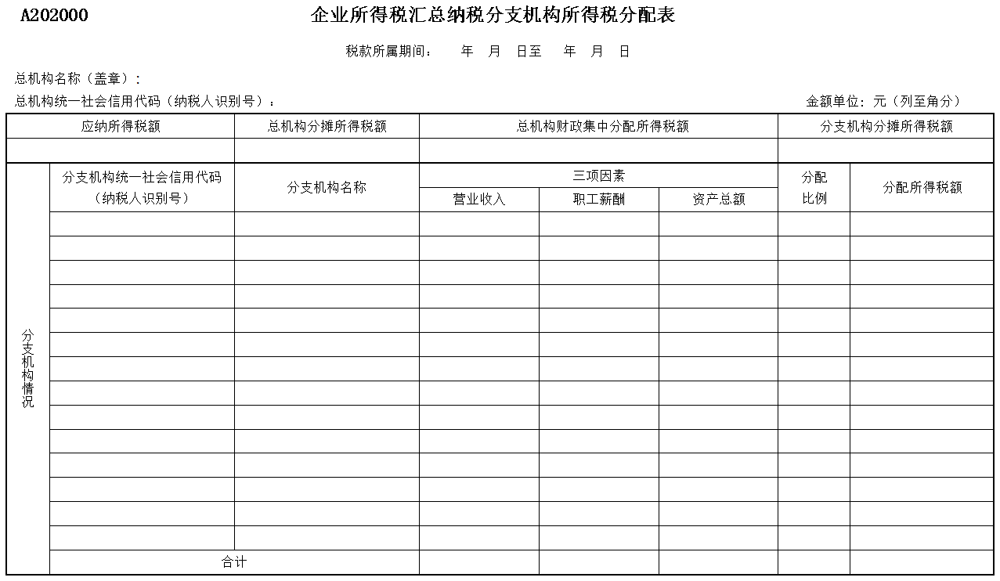 A202000 企业所得税汇总纳税分支机构所得税分配表
税款所属期间： 年 月 日至 年 月 日
总机构名称（盖章）：
总机构统一社会信用代码（纳税人识别号）： 金额单位：元（列至角分）
应纳所得税额 总机构分摊所得税额 总机构财政集中分配所得税额 分支机构分摊所得税额
分支机构情况
分支机构统一社会信用代码
（纳税人识别号）
分支机构名称
三项因素
营业收入 职工薪酬 资产总额
分配
比例
分配所得税额
合计